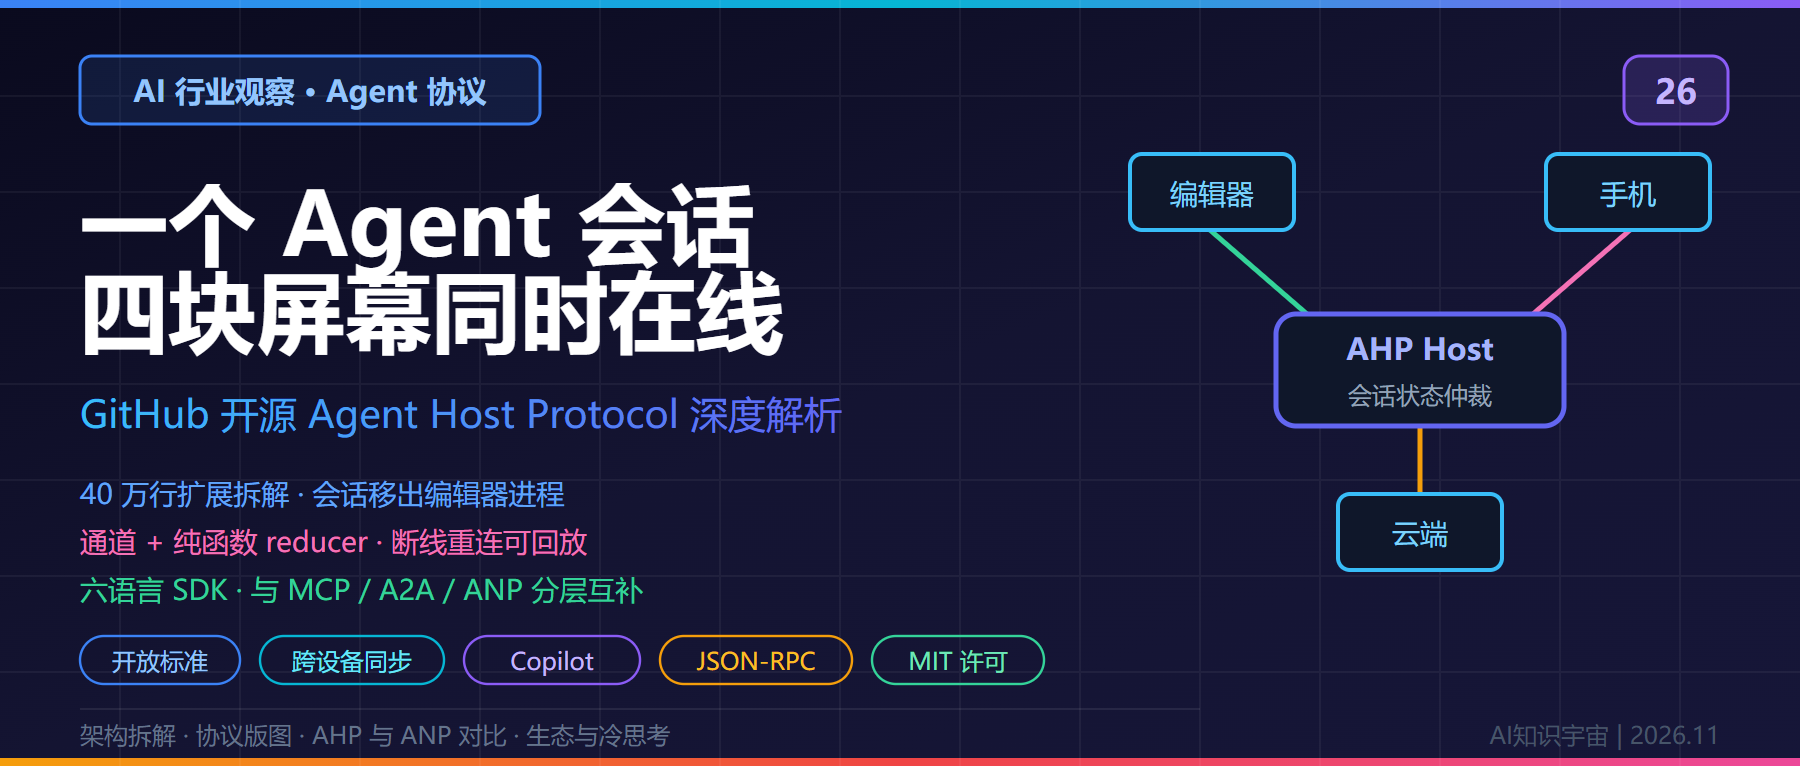 AI 行业观察 · Agent 协议
26
一个 Agent 会话
四块屏幕同时在线
GitHub 开源 Agent Host Protocol 深度解析
40 万行扩展拆解 · 会话移出编辑器进程
通道 + 纯函数 reducer · 断线重连可回放
六语言 SDK · 与 MCP / A2A / ANP 分层互补
开放标准
跨设备同步
Copilot
JSON-RPC
MIT 许可
编辑器
手机
AHP Host
会话状态仲裁
云端
架构拆解 · 协议版图 · AHP 与 ANP 对比 · 生态与冷思考
AI知识宇宙 | 2026.11